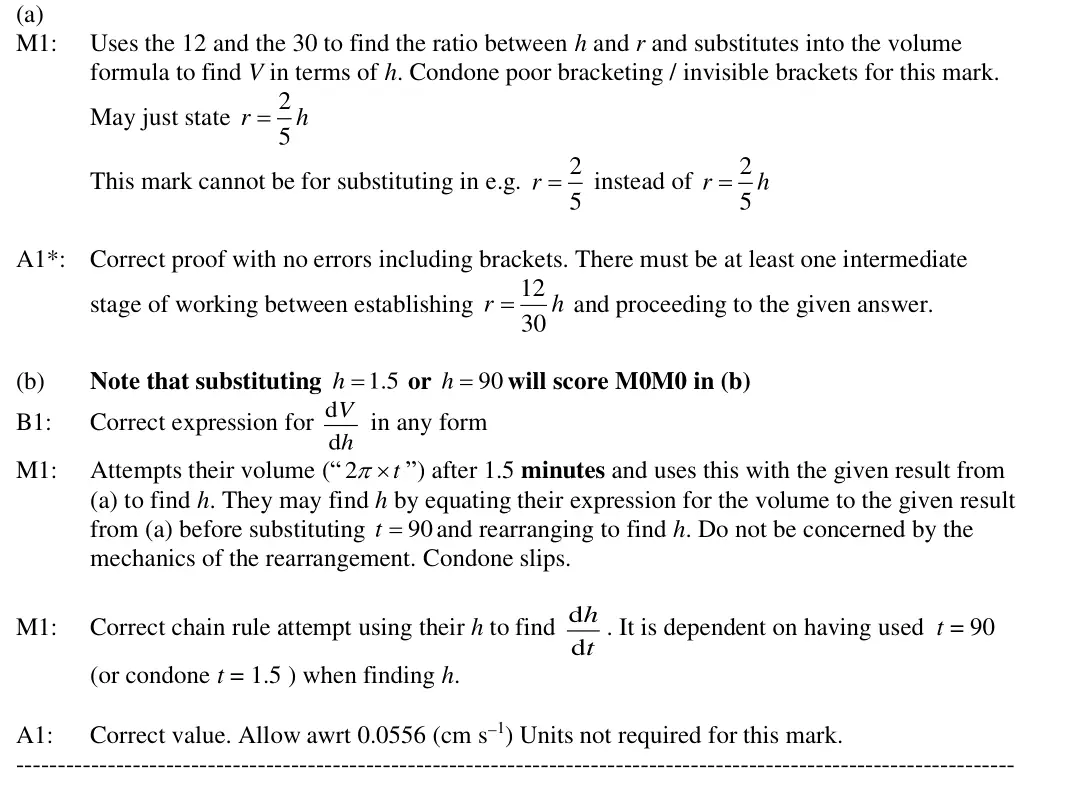 (a)
M1: Uses the 12 and the 30 to find the ratio between h and r and substitutes into the volume
formula to find V in terms of h. Condone poor bracketing / invisible brackets for this mark.
May just state r = 2/5 h
This mark cannot be for substituting in e.g. r = 2/5 instead of r = 2/5 h
A1*: Correct proof with no errors including brackets. There must be at least one intermediate
stage of working between establishing r = 12/30 h and proceeding to the given answer.
(b) Note that substituting h = 1.5 or h = 90 will score M0M0 in (b)
B1: Correct expression for dV/dh in any form
M1: Attempts their volume (“ 2π × t ”) after 1.5 minutes and uses this with the given result from
(a) to find h. They may find h by equating their expression for the volume to the given result
from (a) before substituting t = 90 and rearranging to find h. Do not be concerned by the
mechanics of the rearrangement. Condone slips.
M1: Correct chain rule attempt using their h to find dh/dt . It is dependent on having used t = 90
(or condone t = 1.5 ) when finding h.
A1: Correct value. Allow awrt 0.0556 (cm s⁻¹) Units not required for this mark.